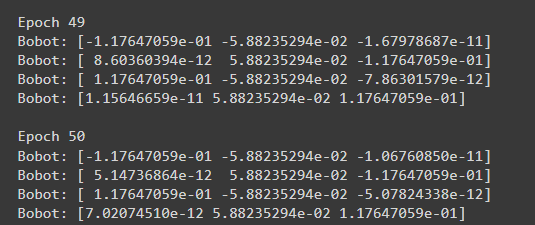 Epoch 49
Bobot: [-1.17647059e-01 -5.88235294e-02 -1.67978687e-11]
Bobot: [ 8.60360394e-12  5.88235294e-02 -1.17647059e-01]
Bobot: [ 1.17647059e-01 -5.88235294e-02 -7.86301579e-12]
Bobot: [1.15646659e-11 5.88235294e-02 1.17647059e-01]
Epoch 50
Bobot: [-1.17647059e-01 -5.88235294e-02 -1.06760850e-11]
Bobot: [ 5.14736864e-12  5.88235294e-02 -1.17647059e-01]
Bobot: [ 1.17647059e-01 -5.88235294e-02 -5.07824338e-12]
Bobot: [7.02074510e-12 5.88235294e-02 1.17647059e-01]